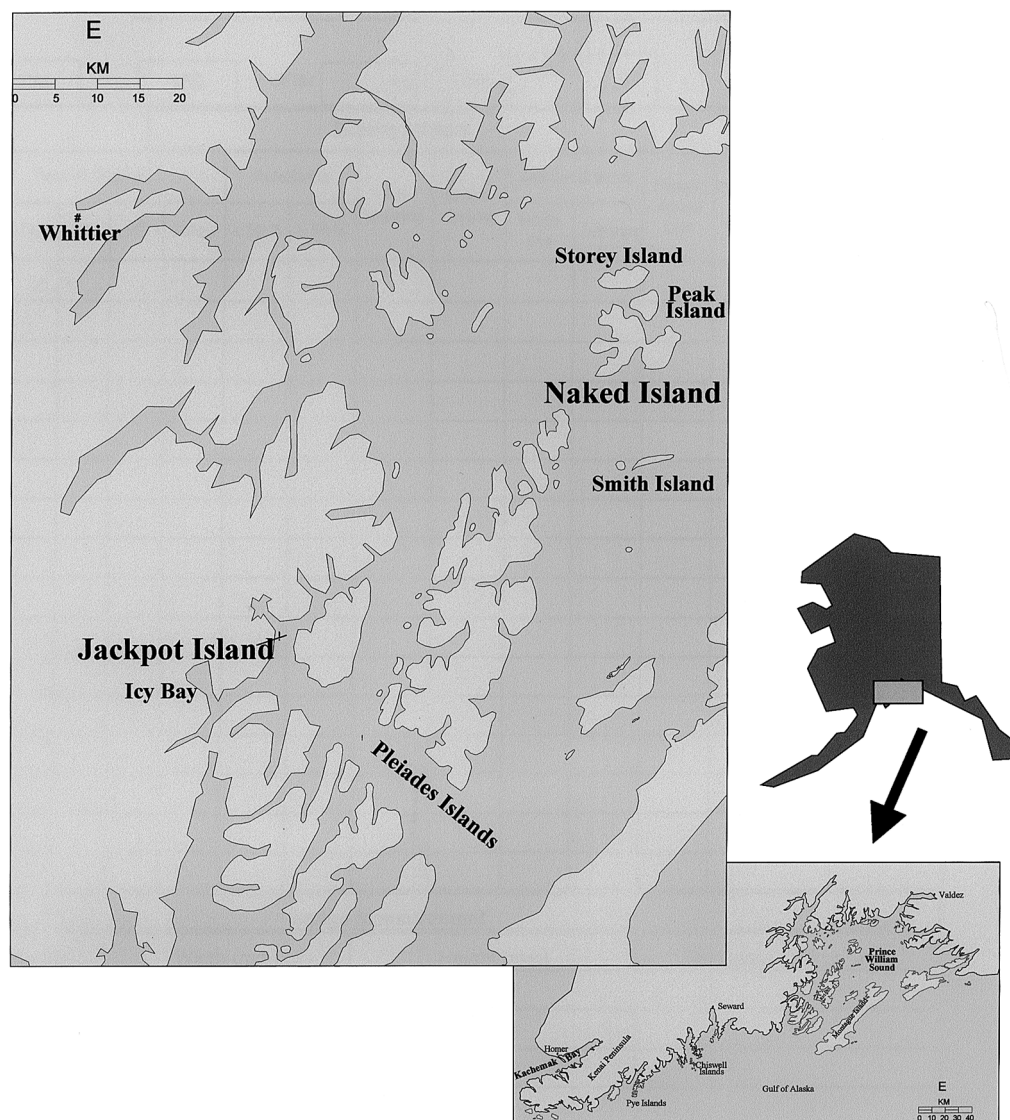 E
KM
0 5 10 15 20
#
Whittier
Storey Island
Peak
Island
Naked Island
Smith Island
Jackpot Island
Icy Bay
Pleiades Islands
Valdez
Prince
William
Sound
Montague Island
Seward
Homer
Kachemak Bay
Kenai Peninsula
Chiswell
Islands
Pye Islands
Gulf of Alaska
E
KM
0 10 20 30 40